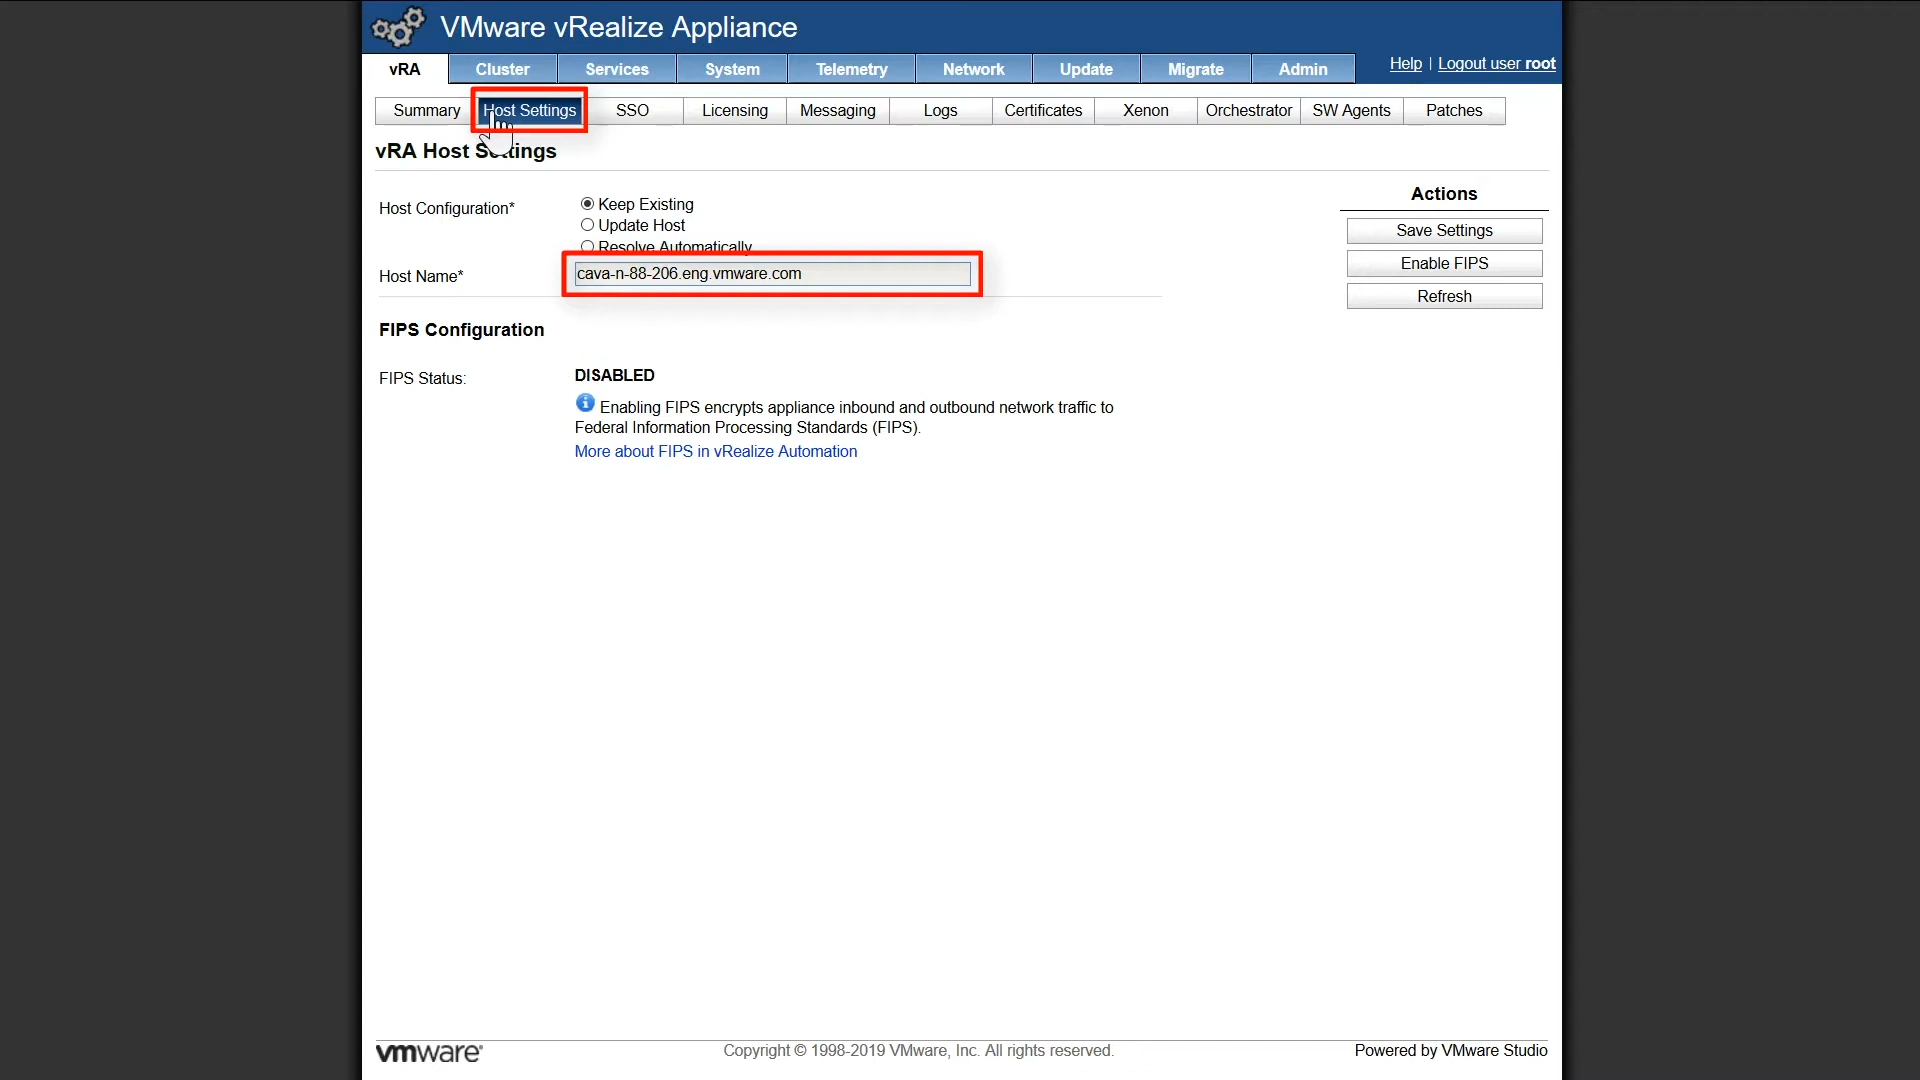 VMware vRealize Appliance
vRA Cluster Services System Telemetry Network Update Migrate Admin Help | Logout user root
Summary Host Settings SSO Licensing Messaging Logs Certificates Xenon Orchestrator SW Agents Patches
vRA Host Settings
Actions
Host Configuration*
Keep Existing
Update Host
Resolve Automatically
Save Settings
Enable FIPS
Refresh
Host Name* cava-n-88-206.eng.vmware.com
FIPS Configuration
FIPS Status: DISABLED
Enabling FIPS encrypts appliance inbound and outbound network traffic to
Federal Information Processing Standards (FIPS).
More about FIPS in vRealize Automation
vmware Copyright © 1998-2019 VMware, Inc. All rights reserved. Powered by VMware Studio